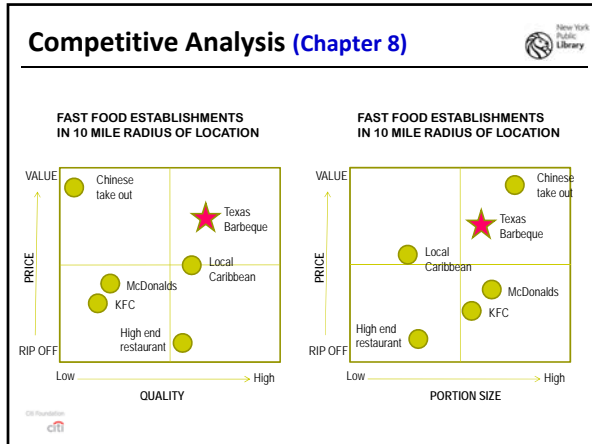 Competitive Analysis (Chapter 8)
New York
Public
Library
FAST FOOD ESTABLISHMENTS
IN 10 MILE RADIUS OF LOCATION
VALUE
PRICE
RIP OFF
Chinese
take out
Texas
Barbeque
Local
Caribbean
McDonalds
KFC
High end
restaurant
Low
High
QUALITY
FAST FOOD ESTABLISHMENTS
IN 10 MILE RADIUS OF LOCATION
VALUE
PRICE
RIP OFF
Chinese
take out
Texas
Barbeque
Local
Caribbean
McDonalds
KFC
High end
restaurant
Low
High
PORTION SIZE
Citi Foundation
citi